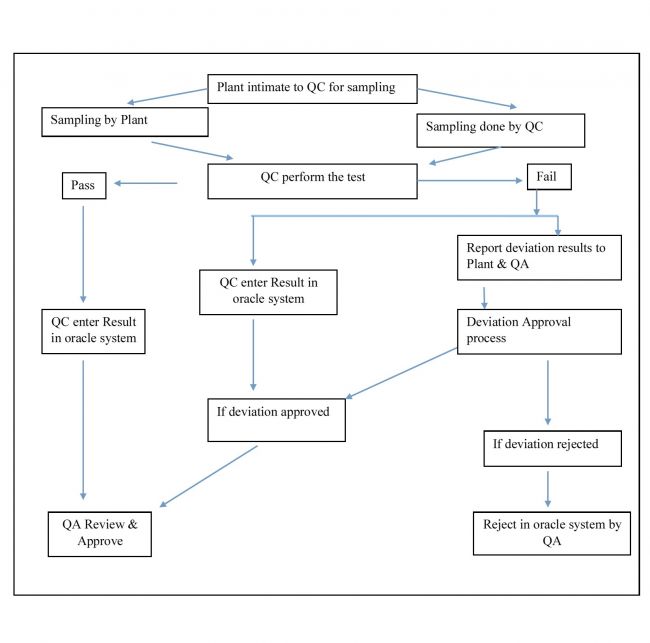 Plant intimate to QC for sampling
Sampling by Plant
Sampling done by QC
QC perform the test
Pass
Fail
Report deviation results to
Plant & QA
QC enter Result in
oracle system
QC enter Result
in oracle system
Deviation Approval
process
If deviation approved
If deviation rejected
QA Review &
Approve
Reject in oracle system by
QA